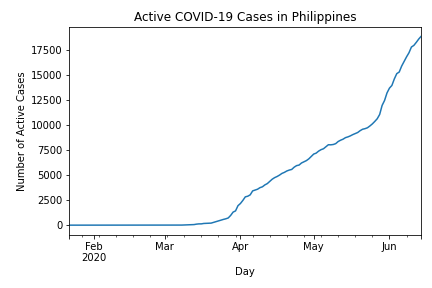 Active COVID-19 Cases in Philippines
Number of Active Cases
17500
15000
12500
10000
7500
5000
2500
0
Feb Mar Apr May Jun
2020
Day